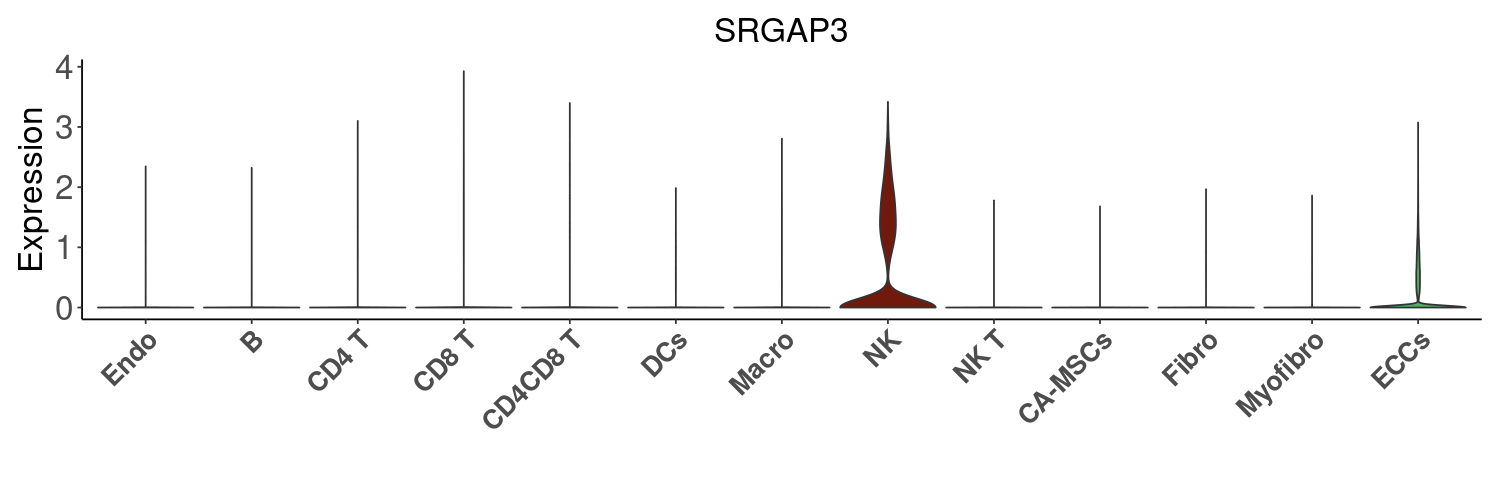 SRGAP3
Expression
4
3
2
1
0
Endo
B
CD4 T
CD8 T
CD4CD8 T
DCs
Macro
NK
NK T
CA-MSCs
Fibro
Myofibro
ECCs